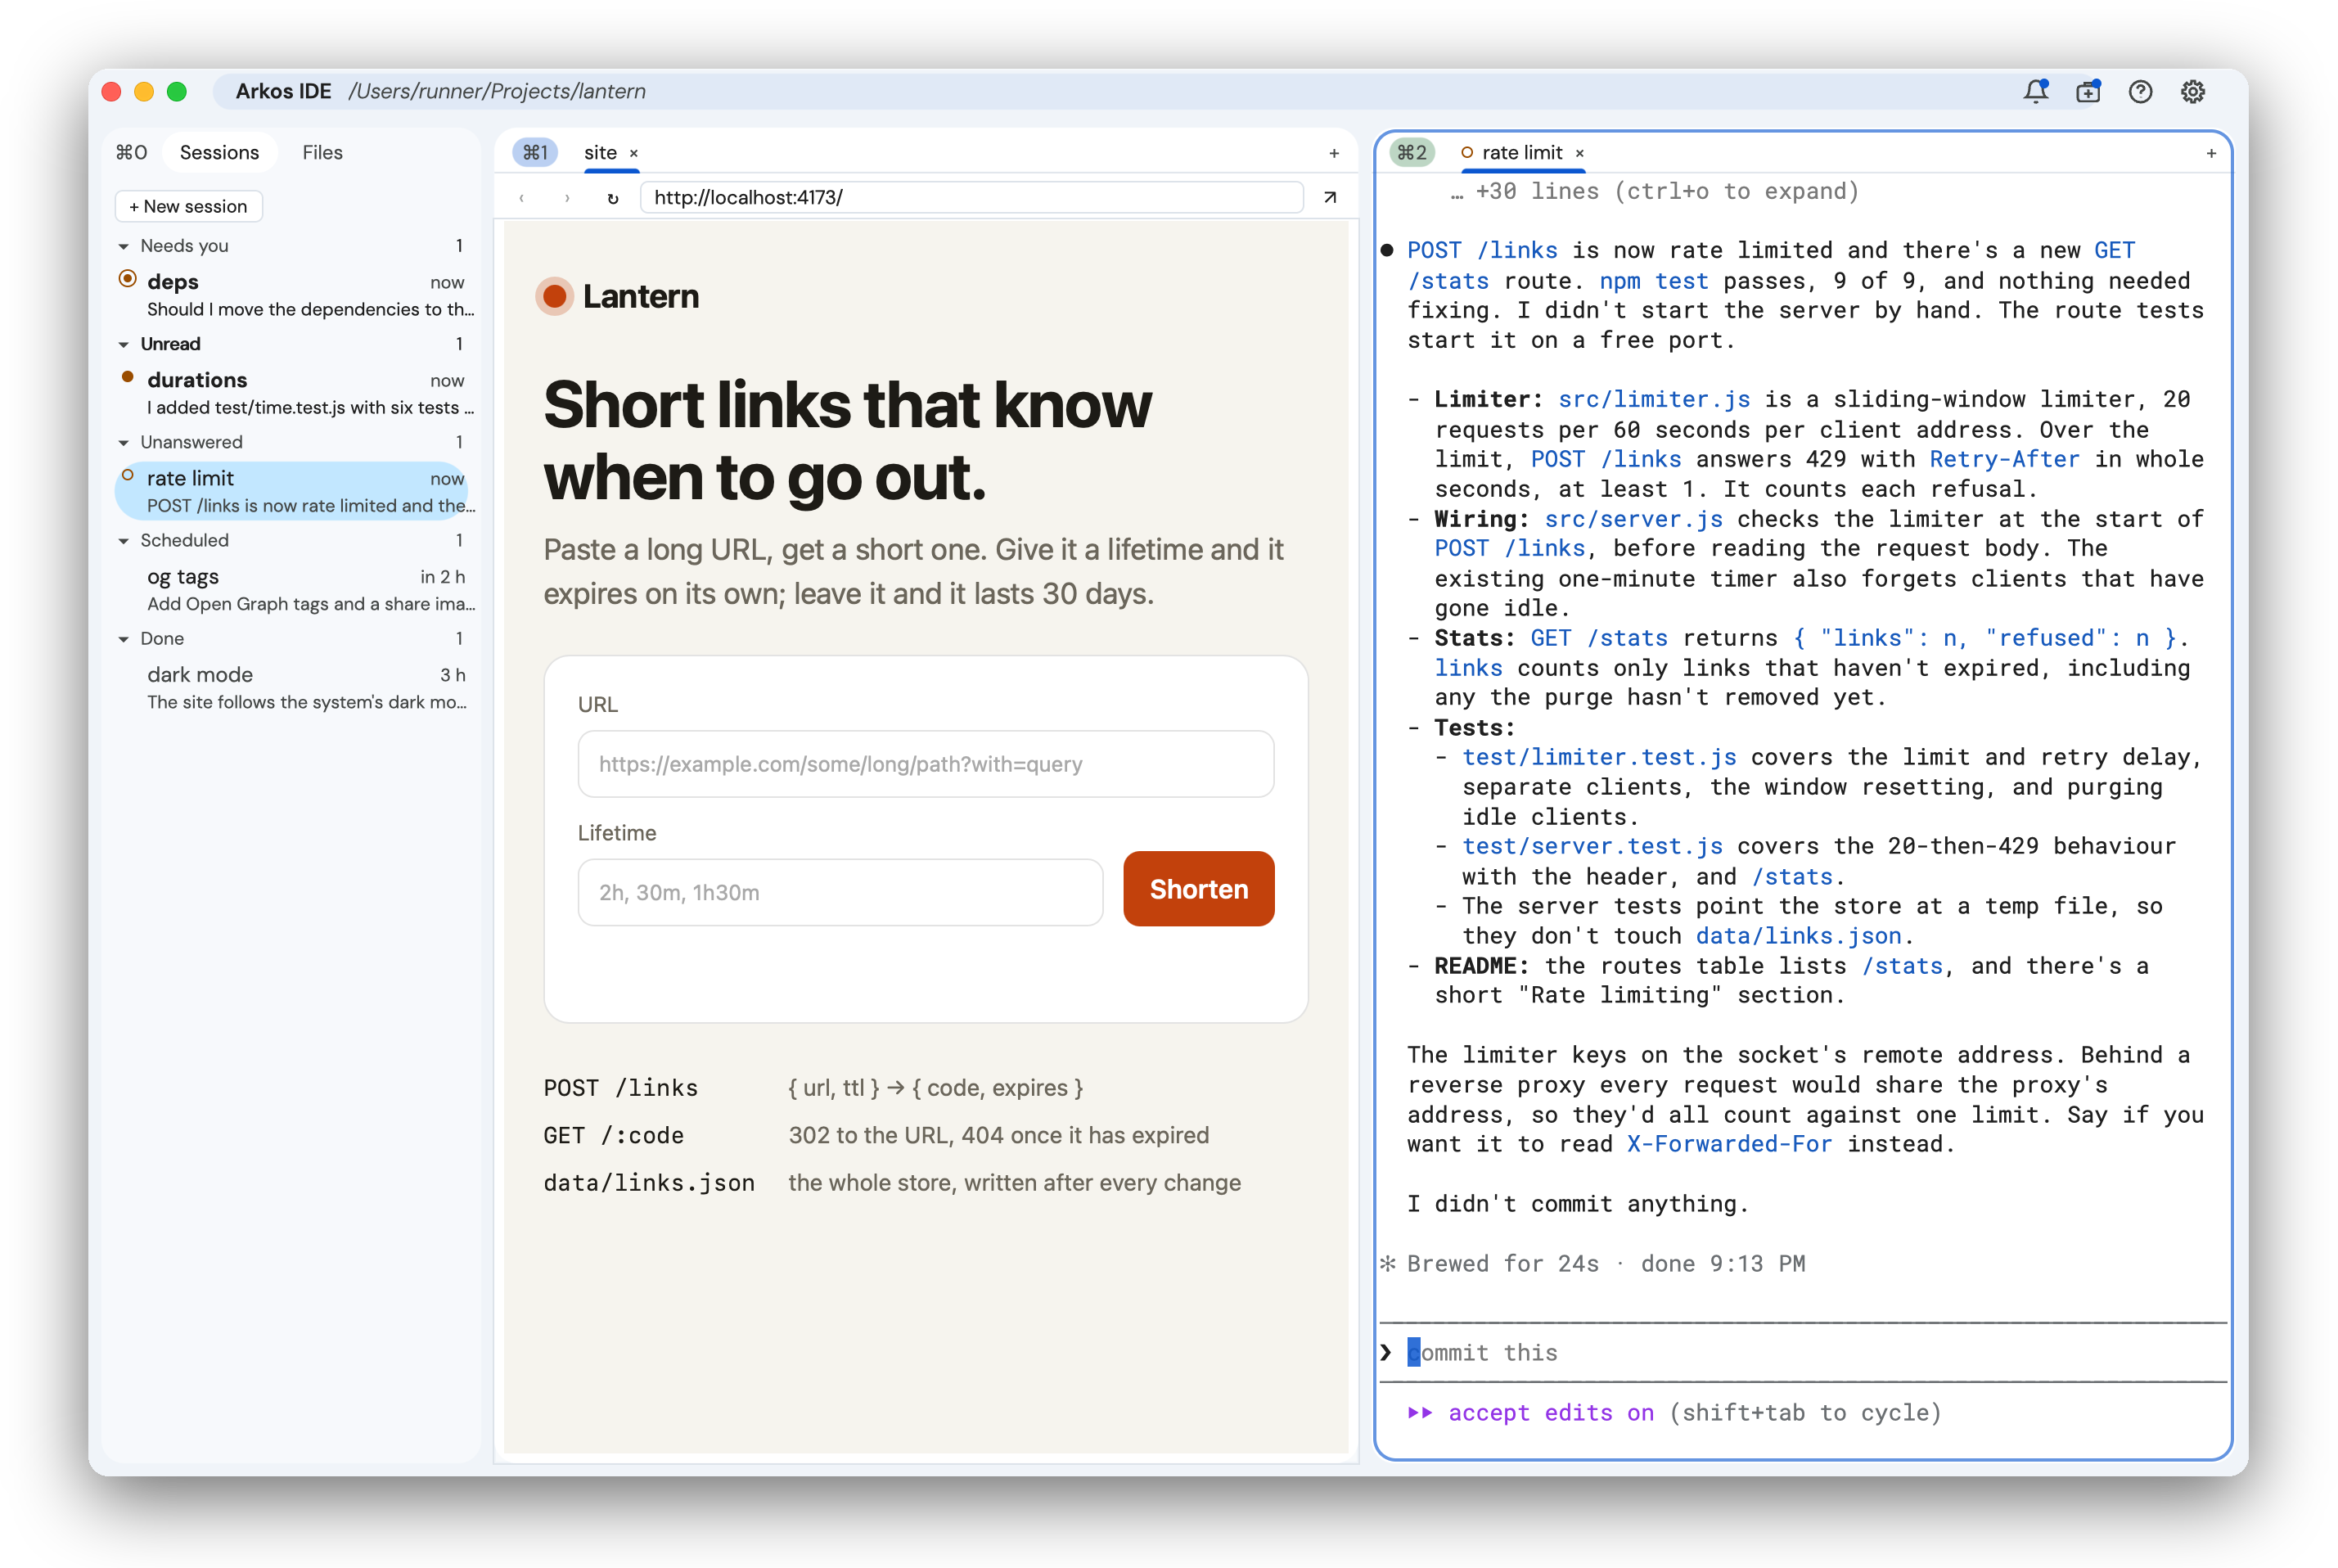 Arkos IDE /Users/runner/Projects/lantern
⌘0 Sessions Files
+ New session
Needs you 1
deps now
Should I move the dependencies to th…
Unread 1
durations now
I added test/time.test.js with six tests …
Unanswered 1
rate limit now
POST /links is now rate limited and the…
Scheduled 1
og tags in 2 h
Add Open Graph tags and a share ima…
Done 1
dark mode 3 h
The site follows the system's dark mo…
⌘1 site × +
http://localhost:4173/
Lantern
Short links that know
when to go out.
Paste a long URL, get a short one. Give it a lifetime and it
expires on its own; leave it and it lasts 30 days.
URL
https://example.com/some/long/path?with=query
Lifetime
2h, 30m, 1h30m
Shorten
POST /links { url, ttl } → { code, expires }
GET /:code 302 to the URL, 404 once it has expired
data/links.json the whole store, written after every change
⌘2 rate limit × +
… +30 lines (ctrl+o to expand)
● POST /links is now rate limited and there's a new GET
/stats route. npm test passes, 9 of 9, and nothing needed
fixing. I didn't start the server by hand. The route tests
start it on a free port.
- Limiter: src/limiter.js is a sliding-window limiter, 20
requests per 60 seconds per client address. Over the
limit, POST /links answers 429 with Retry-After in whole
seconds, at least 1. It counts each refusal.
- Wiring: src/server.js checks the limiter at the start of
POST /links, before reading the request body. The
existing one-minute timer also forgets clients that have
gone idle.
- Stats: GET /stats returns { "links": n, "refused": n }.
links counts only links that haven't expired, including
any the purge hasn't removed yet.
- Tests:
- test/limiter.test.js covers the limit and retry delay,
separate clients, the window resetting, and purging
idle clients.
- test/server.test.js covers the 20-then-429 behaviour
with the header, and /stats.
- The server tests point the store at a temp file, so
they don't touch data/links.json.
- README: the routes table lists /stats, and there's a
short "Rate limiting" section.
The limiter keys on the socket's remote address. Behind a
reverse proxy every request would share the proxy's
address, so they'd all count against one limit. Say if you
want it to read X-Forwarded-For instead.
I didn't commit anything.
✻ Brewed for 24s · done 9:13 PM
❯ commit this
⏵⏵ accept edits on (shift+tab to cycle)